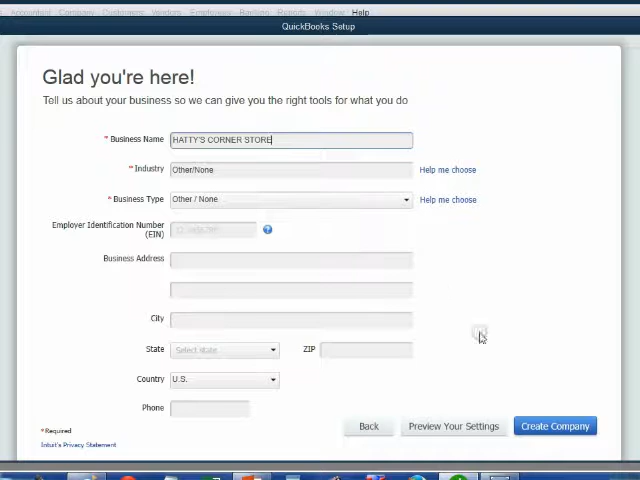 Accountant Company Customers Vendors Employees Banking Reports Window Help
QuickBooks Setup
Glad you're here!
Tell us about your business so we can give you the right tools for what you do
* Business Name HATTY'S CORNER STORE
* Industry Other/None Help me choose
* Business Type Other / None Help me choose
Employer Identification Number (EIN)
Business Address
City
State Select state ZIP
Country U.S.
Phone
*Required
Back Preview Your Settings Create Company
Intuit's Privacy Statement